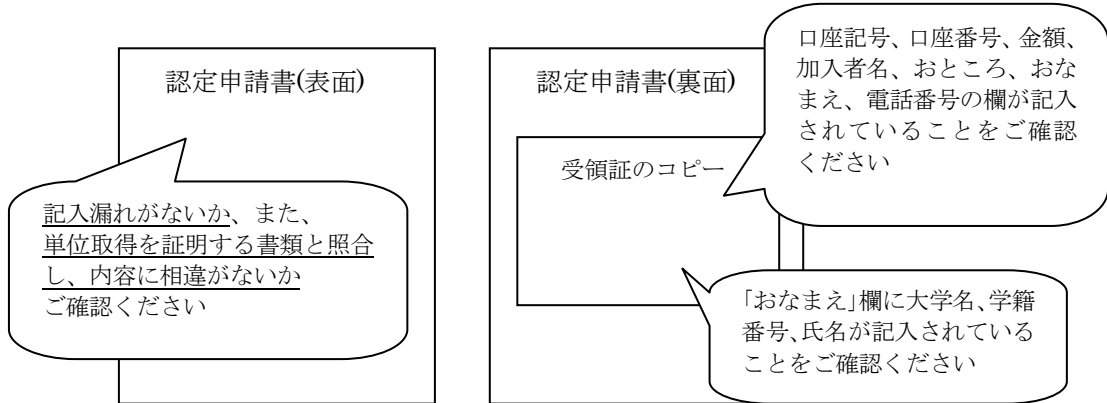 認定申請書(表面)
記入漏れがないか、また、
単位取得を証明する書類と照合
し、内容に相違がないか
ご確認ください
認定申請書(裏面)
受領証のコピー
口座記号、口座番号、金額、
加入者名、おところ、おな
まえ、電話番号の欄が記入
されていることをご確認
ください
「おなまえ」欄に大学名、学籍
番号、氏名が記入されている
ことをご確認ください